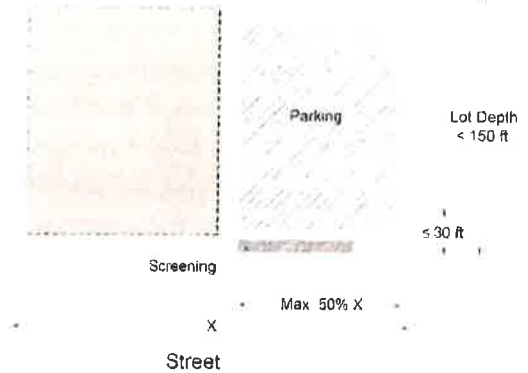 Parking
Lot Depth
< 150 ft
≤ 30 ft
Screening
Max 50% X
X
Street